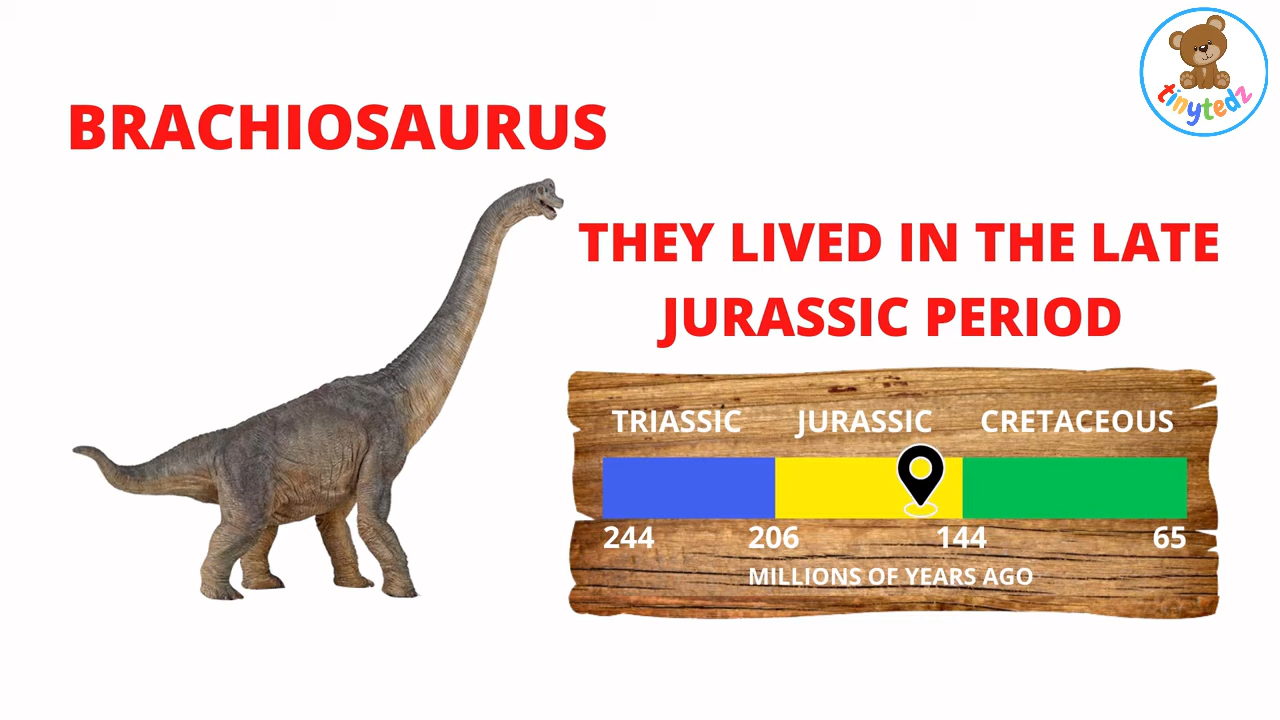 tinytedz
BRACHIOSAURUS
THEY LIVED IN THE LATE
JURASSIC PERIOD
TRIASSIC JURASSIC CRETACEOUS
244 206 144 65
MILLIONS OF YEARS AGO